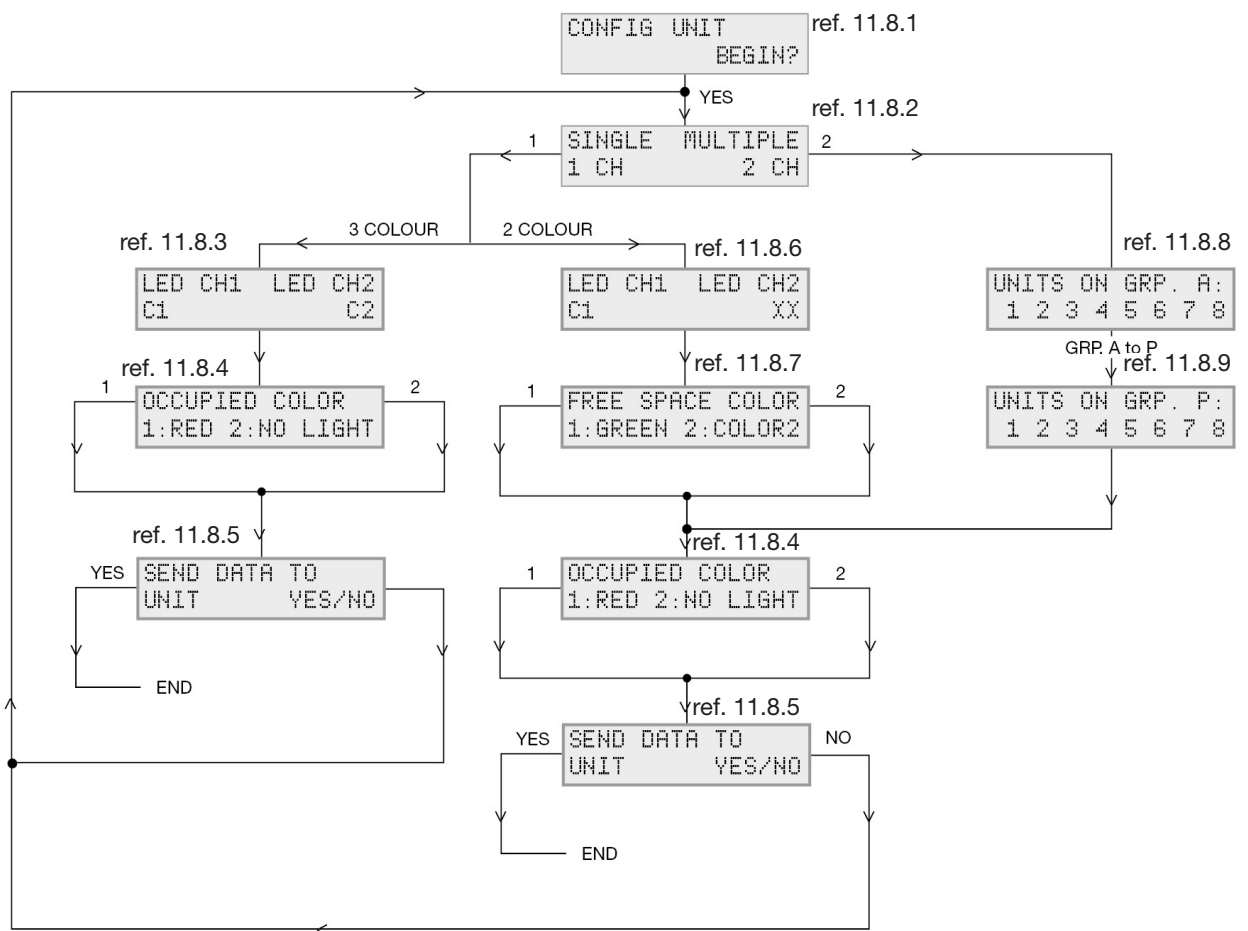 CONFIG UNIT
BEGIN?
ref. 11.8.1
YES
ref. 11.8.2
1
SINGLE MULTIPLE
1 CH 2 CH
2
3 COLOUR
2 COLOUR
ref. 11.8.3
LED CH1 LED CH2
C1 C2
ref. 11.8.6
LED CH1 LED CH2
C1 XX
ref. 11.8.8
UNITS ON GRP. A:
1 2 3 4 5 6 7 8
GRP. A to P
ref. 11.8.4
1
OCCUPIED COLOR
1:RED 2:NO LIGHT
2
ref. 11.8.7
1
FREE SPACE COLOR
1:GREEN 2:COLOR2
2
ref. 11.8.9
UNITS ON GRP. P:
1 2 3 4 5 6 7 8
ref. 11.8.5
YES
SEND DATA TO
UNIT YES/NO
END
ref. 11.8.4
1
OCCUPIED COLOR
1:RED 2:NO LIGHT
2
ref. 11.8.5
YES
SEND DATA TO
UNIT YES/NO
NO
END